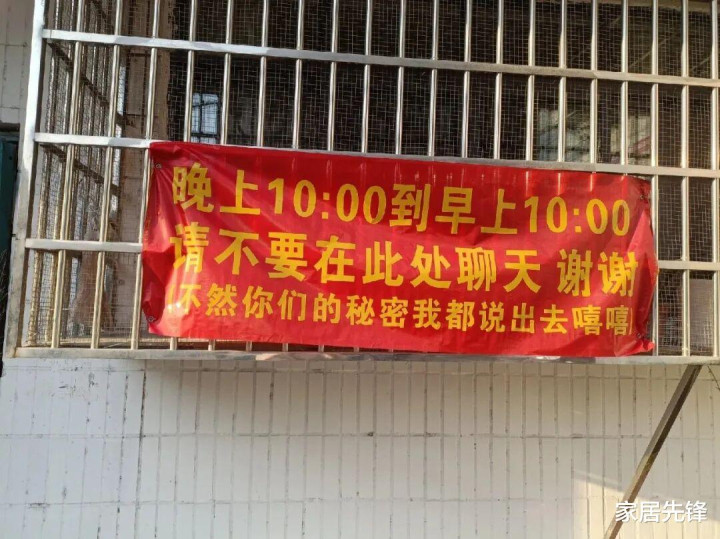 晚上10:00到早上10:00
请不要在此处聊天 谢谢
不然你们的秘密我都说出去嘻嘻
家居先锋